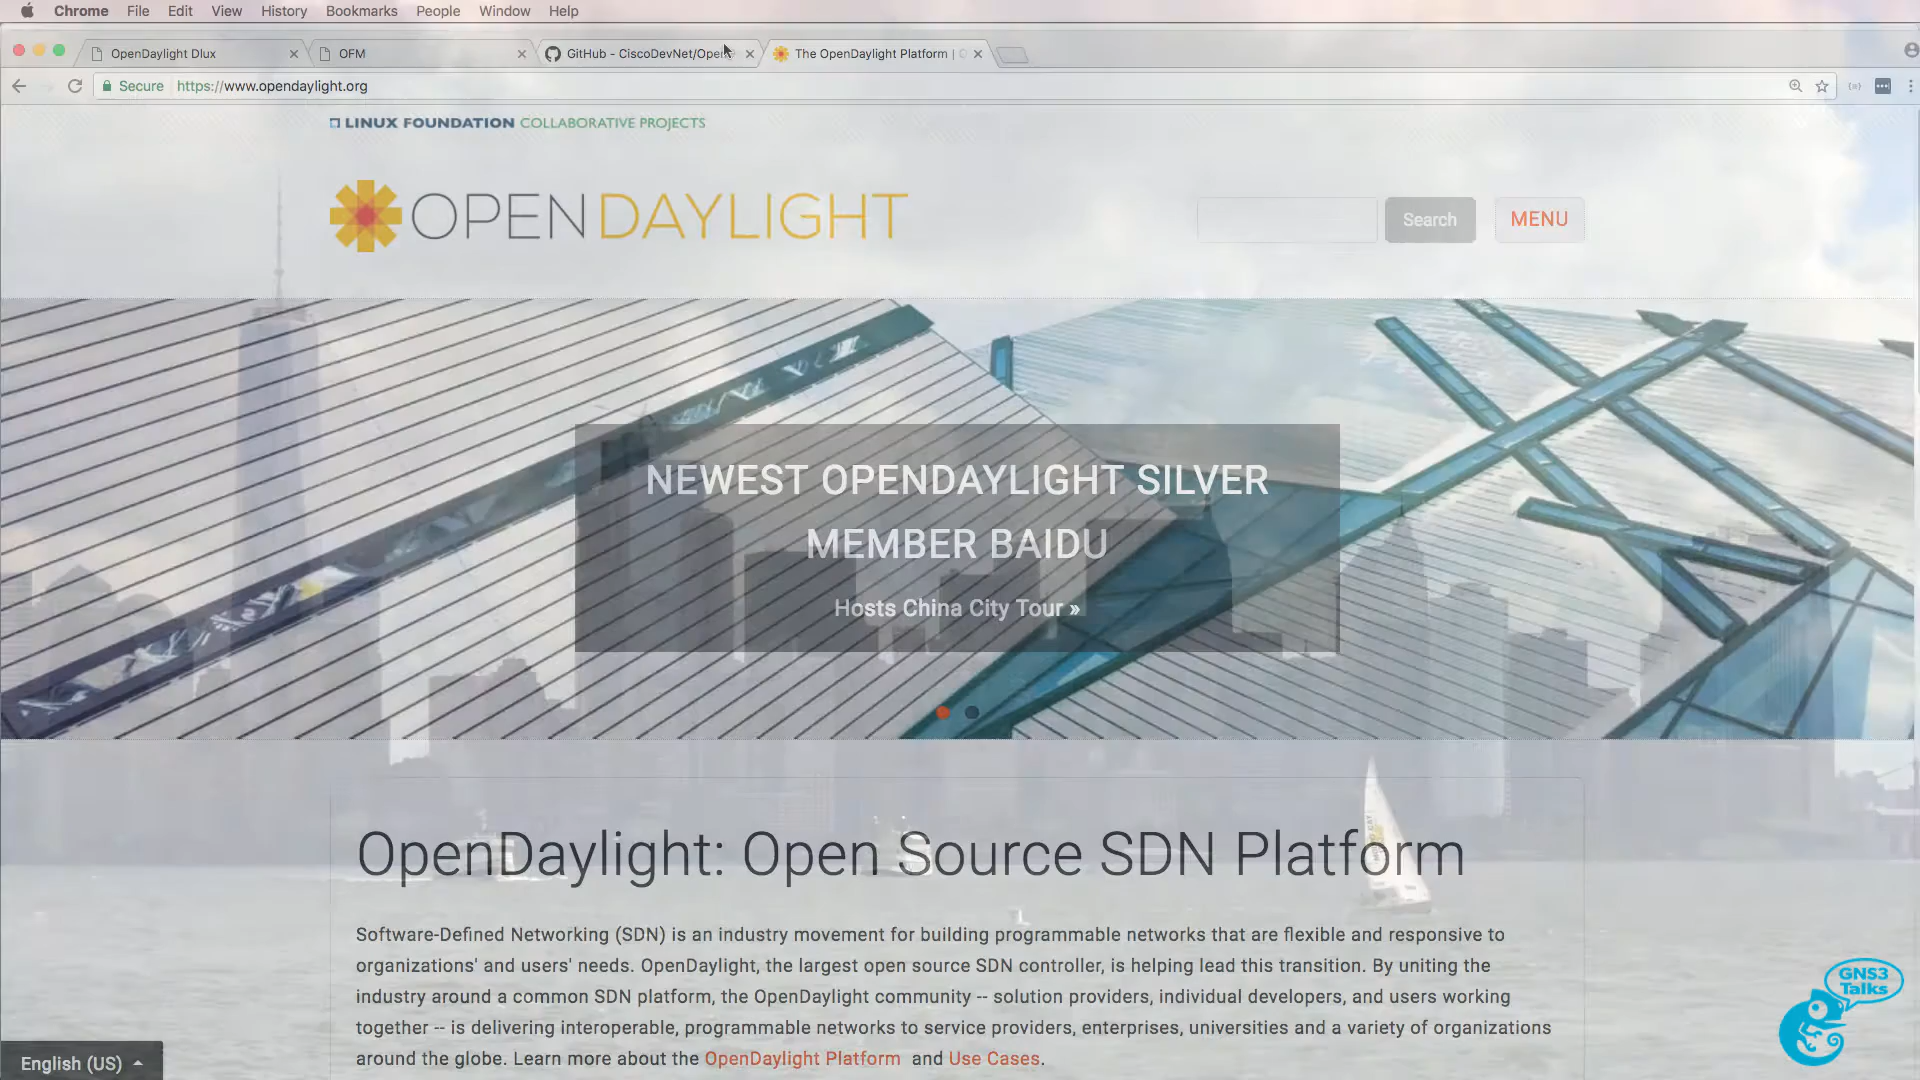 Chrome File Edit View History Bookmarks People Window Help
OpenDaylight Dlux
OFM
GitHub - CiscoDevNet/Open
The OpenDaylight Platform |
Secure https://www.opendaylight.org
LINUX FOUNDATION COLLABORATIVE PROJECTS
OPENDAYLIGHT
Search
MENU
NEWEST OPENDAYLIGHT SILVER
MEMBER BAIDU
Hosts China City Tour »
OpenDaylight: Open Source SDN Platform
Software-Defined Networking (SDN) is an industry movement for building programmable networks that are flexible and responsive to
organizations' and users' needs. OpenDaylight, the largest open source SDN controller, is helping lead this transition. By uniting the
industry around a common SDN platform, the OpenDaylight community -- solution providers, individual developers, and users working
together -- is delivering interoperable, programmable networks to service providers, enterprises, universities and a variety of organizations
around the globe. Learn more about the OpenDaylight Platform and Use Cases.
English (US)
GNS3
Talks